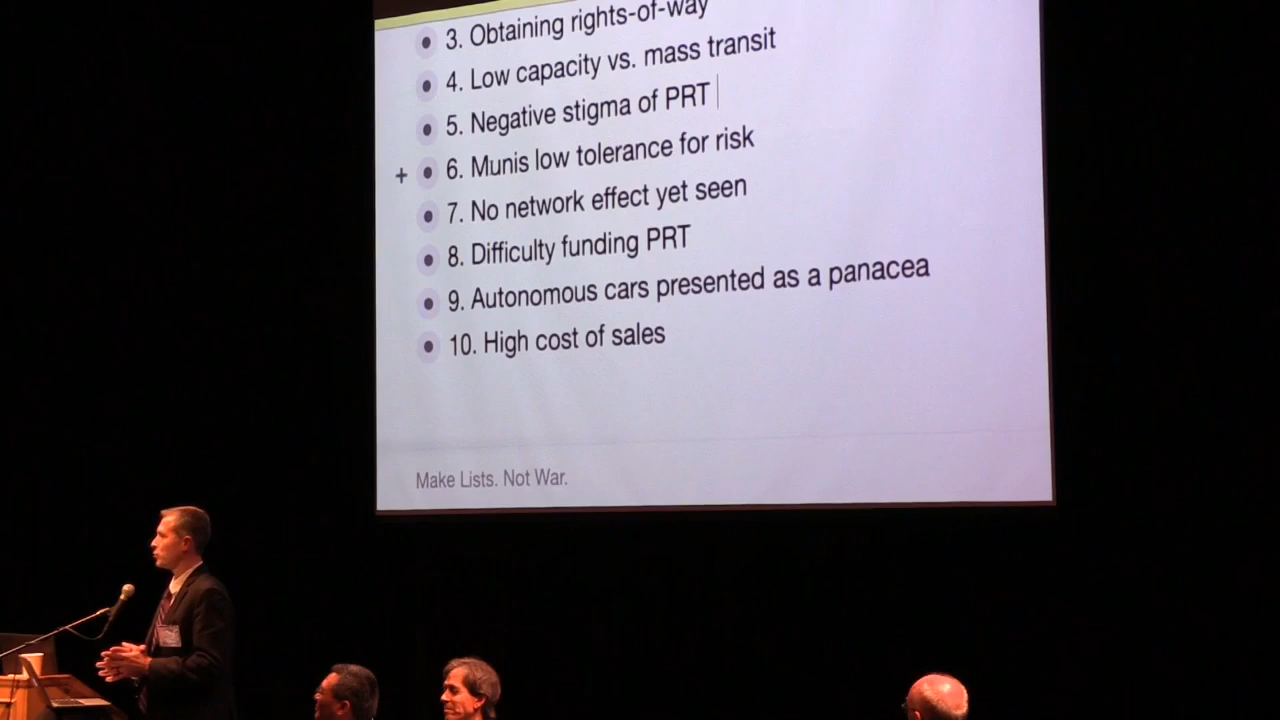 3. Obtaining rights-of-way
4. Low capacity vs. mass transit
5. Negative stigma of PRT
+ 6. Munis low tolerance for risk
7. No network effect yet seen
8. Difficulty funding PRT
9. Autonomous cars presented as a panacea
10. High cost of sales
Make Lists. Not War.